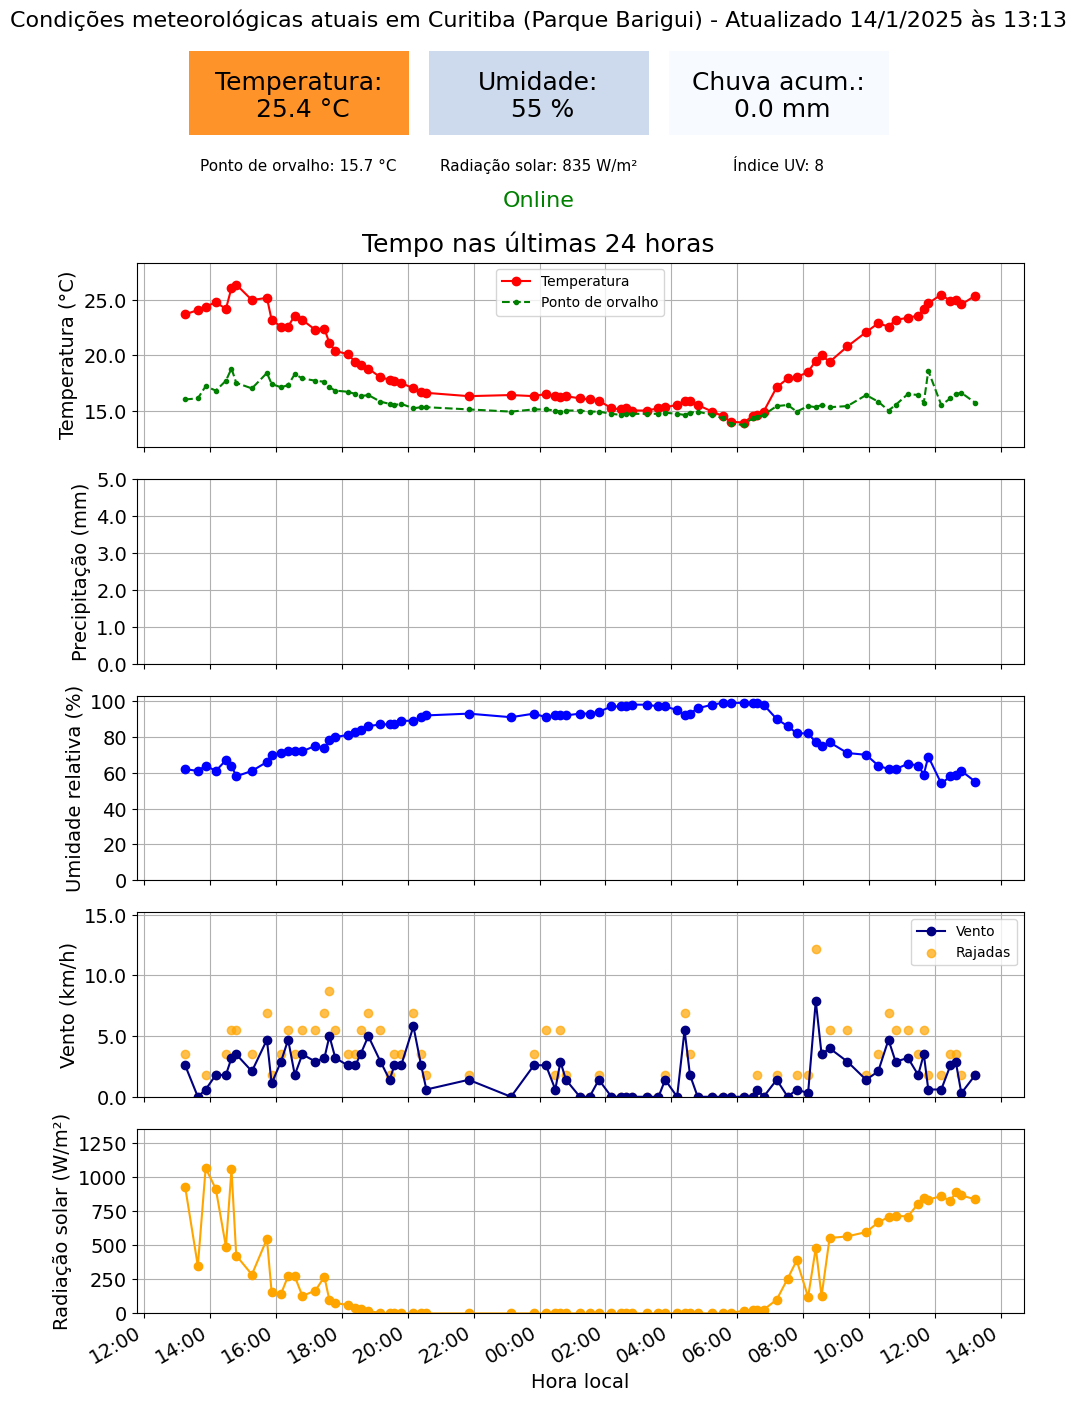 Condições meteorológicas atuais em Curitiba (Parque Barigui) - Atualizado 14/1/2025 às 13:13
Temperatura:
25.4 °C
Umidade:
55 %
Chuva acum.:
0.0 mm
Ponto de orvalho: 15.7 °C
Radiação solar: 835 W/m²
Índice UV: 8
Online
Tempo nas últimas 24 horas
Temperatura (°C)
25.0
20.0
15.0
Temperatura
Ponto de orvalho
Precipitação (mm)
5.0
4.0
3.0
2.0
1.0
0.0
Umidade relativa (%)
100
80
60
40
20
0
Vento (km/h)
15.0
10.0
5.0
0.0
Vento
Rajadas
Radiação solar (W/m²)
1250
1000
750
500
250
0
12:00
14:00
16:00
18:00
20:00
22:00
00:00
02:00
04:00
06:00
08:00
10:00
12:00
14:00
Hora local